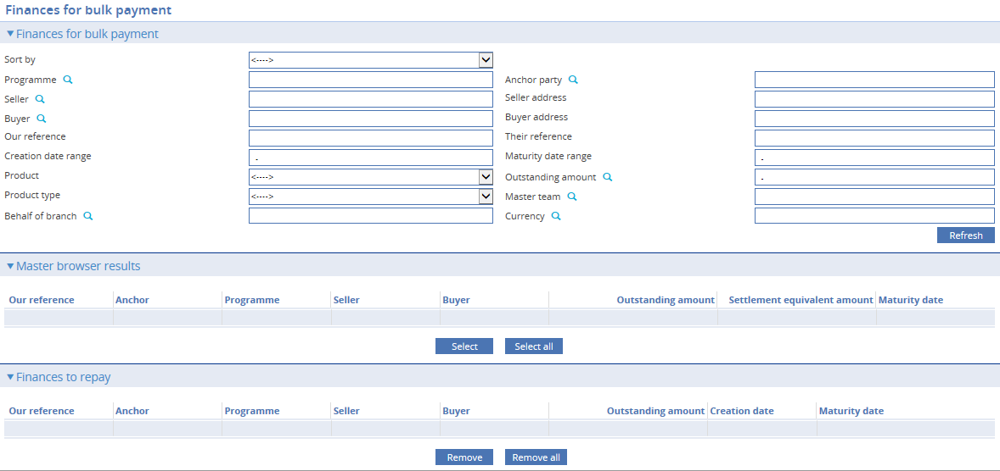 Finances for bulk payment
Finances for bulk payment
Sort by <---->
Programme Anchor party
Seller Seller address
Buyer Buyer address
Our reference Their reference
Creation date range - Maturity date range -
Product <----> Outstanding amount -
Product type <----> Master team
Behalf of branch Currency
Refresh
Master browser results
Our reference Anchor Programme Seller Buyer Outstanding amount Settlement equivalent amount Maturity date
Select Select all
Finances to repay
Our reference Anchor Programme Seller Buyer Outstanding amount Creation date Maturity date
Remove Remove all